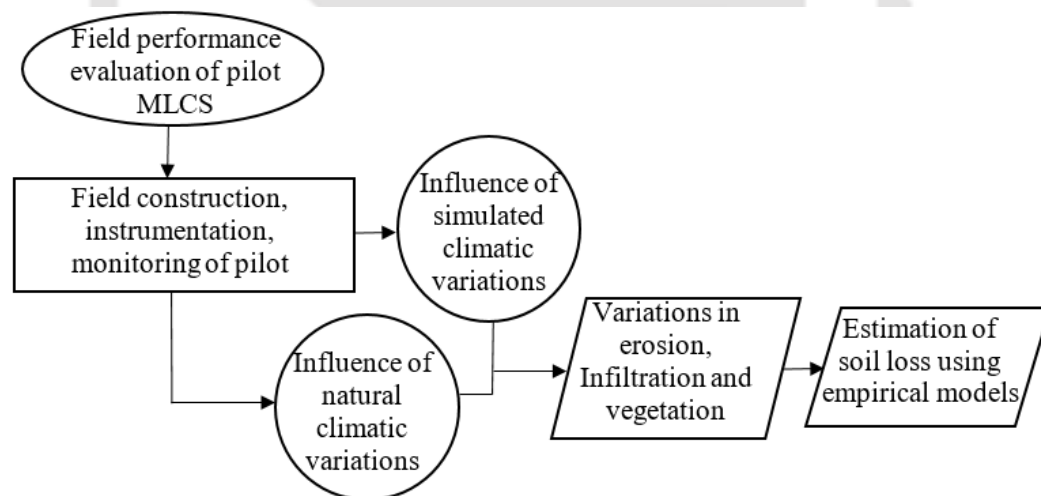 Field performance
evaluation of pilot
MLCS
Field construction,
instrumentation,
monitoring of pilot
Influence of
simulated
climatic
variations
Influence of
natural
climatic
variations
Variations in
erosion,
Infiltration and
vegetation
Estimation of
soil loss using
empirical models